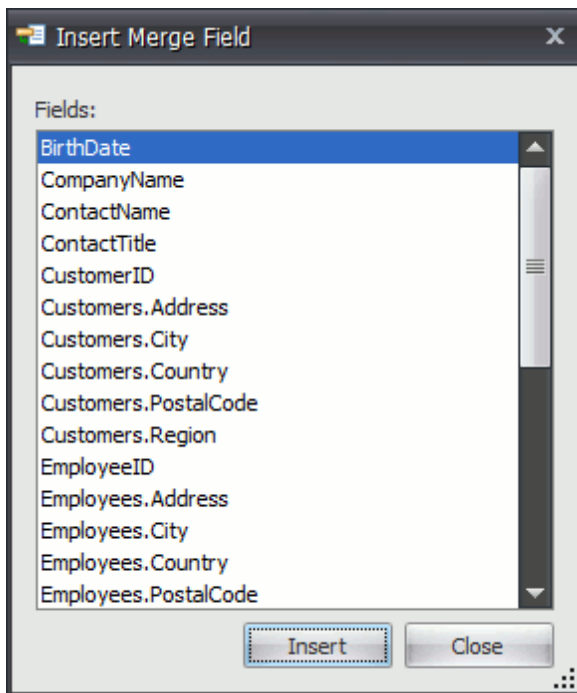 Insert Merge Field
Fields:
BirthDate
CompanyName
ContactName
ContactTitle
CustomerID
Customers.Address
Customers.City
Customers.Country
Customers.PostalCode
Customers.Region
EmployeeID
Employees.Address
Employees.City
Employees.Country
Employees.PostalCode
Insert Close